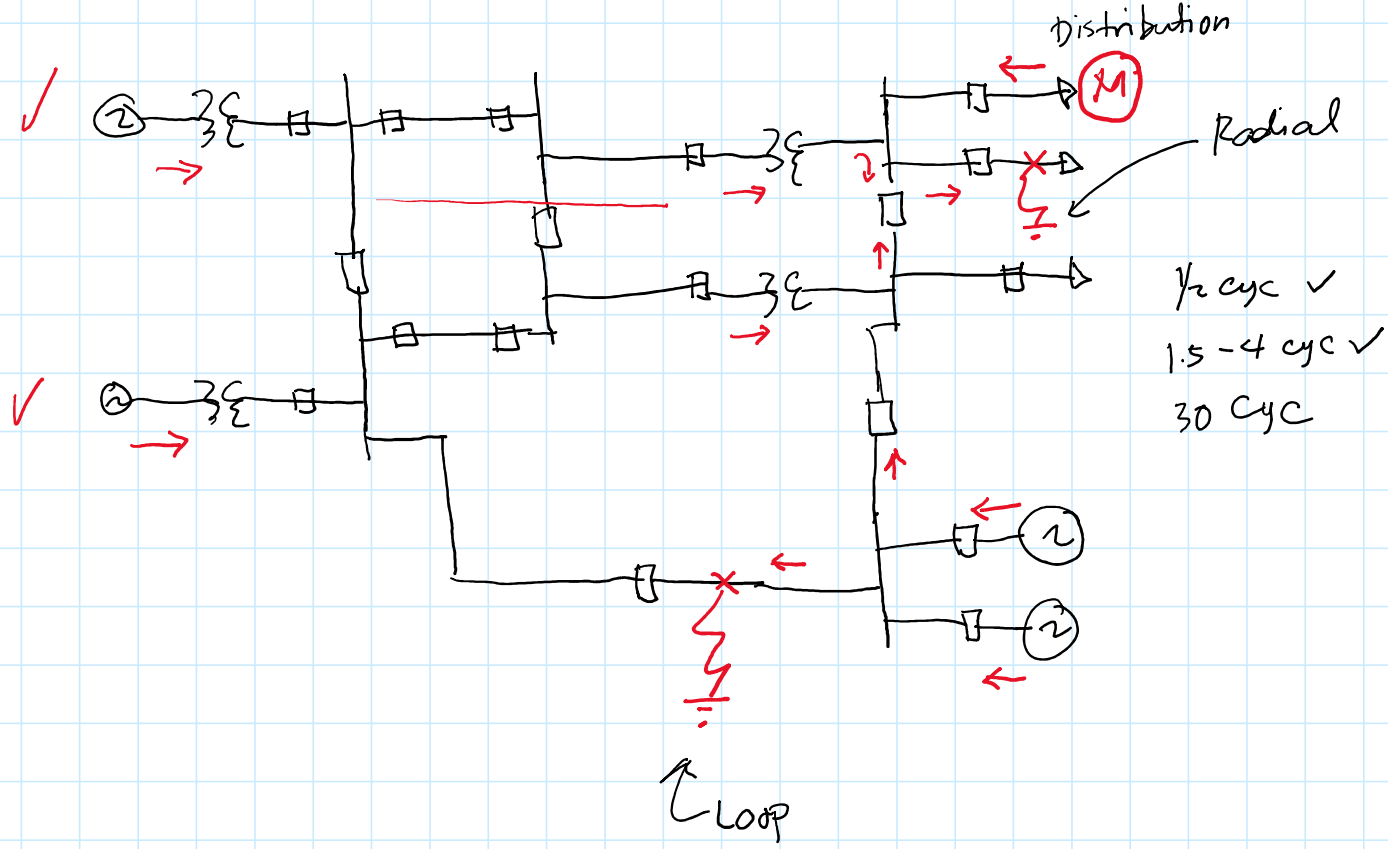 Distribution
M
Radial
1/2 cyc ✓
1.5-4 cyc ✓
30 cyc
LOOP